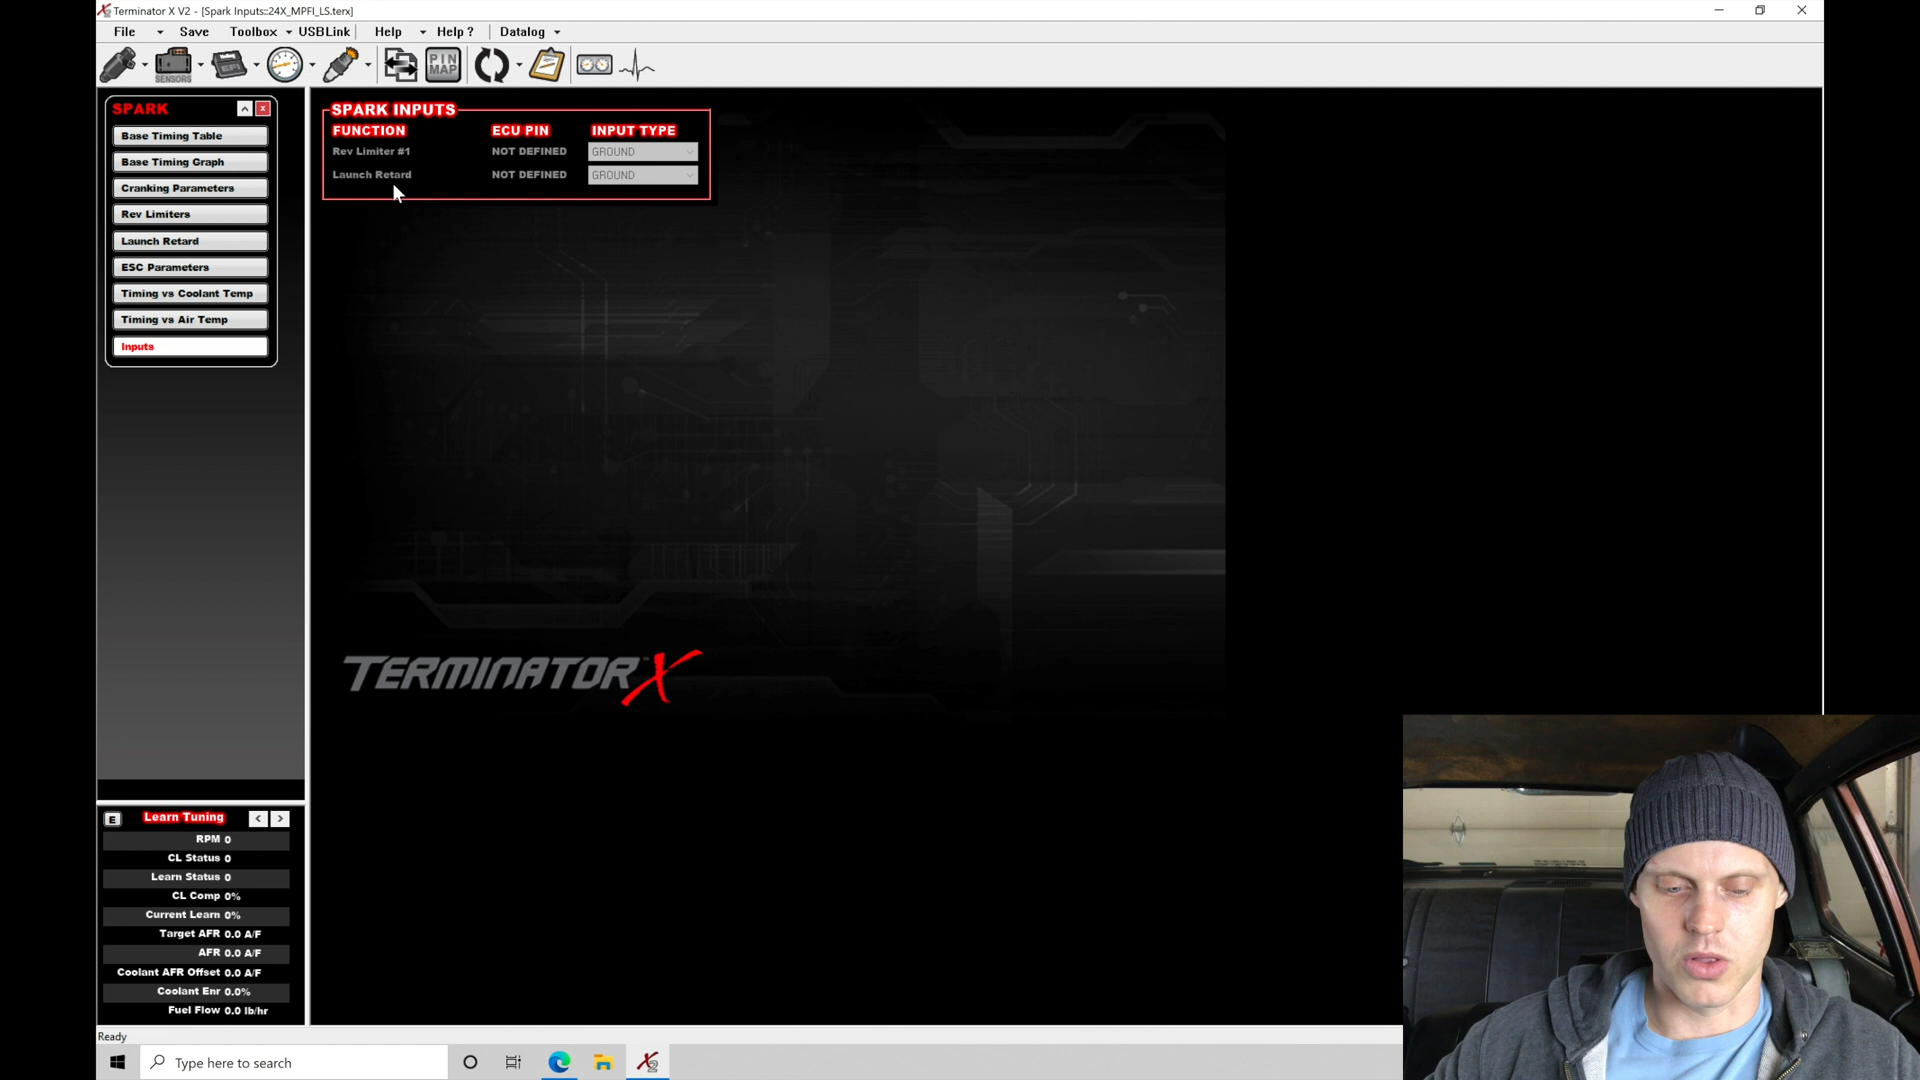 Terminator X V2 - [Spark Inputs::24X_MPFI_LS.terx]
File Save Toolbox USBLink Help Help ? Datalog
SENSORS EFI PIN MAP
SPARK
Base Timing Table
Base Timing Graph
Cranking Parameters
Rev Limiters
Launch Retard
ESC Parameters
Timing vs Coolant Temp
Timing vs Air Temp
Inputs
SPARK INPUTS
FUNCTION ECU PIN INPUT TYPE
Rev Limiter #1 NOT DEFINED GROUND
Launch Retard NOT DEFINED GROUND
TERMINATOR X
E Learn Tuning < >
RPM 0
CL Status 0
Learn Status 0
CL Comp 0%
Current Learn 0%
Target AFR 0.0 A/F
AFR 0.0 A/F
Coolant AFR Offset 0.0 A/F
Coolant Enr 0.0%
Fuel Flow 0.0 lb/hr
Ready
Type here to search